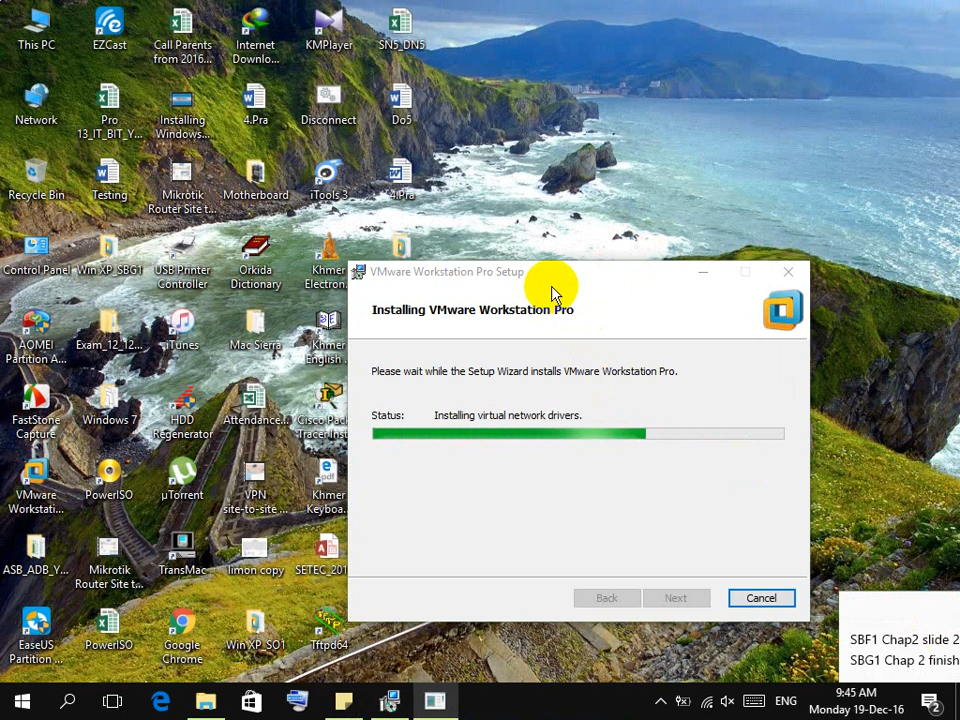 This PC
EZCast
Call Parents
from 2016...
Internet
Downlo...
KMPlayer
SN5_DN5
Network
Pro
13_IT_BIT_Y...
Installing
Windows...
4.Pra
Disconnect
Do5
Recycle Bin
Testing
Mikrotik
Router Site t...
Motherboard
iTools 3
4.Pra
Control Panel
Win XP_SBG1
USB Printer
Controller
Orkida
Dictionary
Khmer
Electron...
AOMEI
Partition A...
Exam_12_12...
iTunes
Mac Sierra
Khmer
English
FastStone
Capture
Windows 7
HDD
Regenerator
Attendance...
Cisco Pack
Tracer Inst
VMware
Workstati...
PowerISO
µTorrent
VPN
site-to-site ...
Khmer
Keyboa...
ASB_ADB_Y...
Mikrotik
Router Site t...
TransMac
limon copy
SETEC_201
EaseUS
Partition ...
PowerISO
Google
Chrome
Win XP_SO1
Tftpd64
VMware Workstation Pro Setup
Installing VMware Workstation Pro
Please wait while the Setup Wizard installs VMware Workstation Pro.
Status: Installing virtual network drivers.
Back Next Cancel
SBF1 Chap2 slide 2
SBG1 Chap 2 finish
ENG
9:45 AM
Monday 19-Dec-16
2